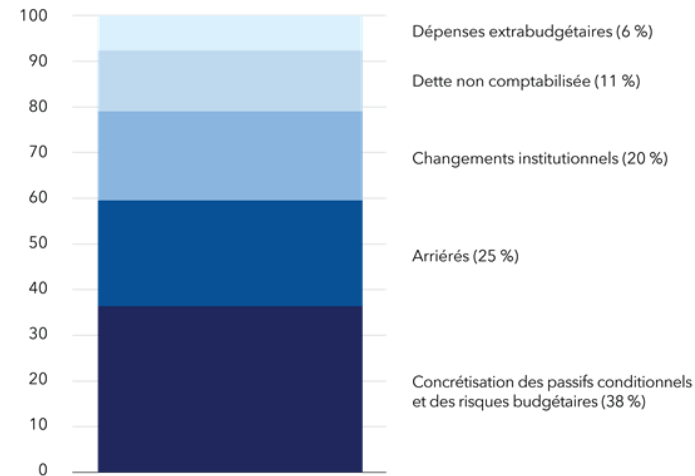 100
90
80
70
60
50
40
30
20
10
0
Dépenses extrabudgétaires (6 %)
Dette non comptabilisée (11 %)
Changements institutionnels (20 %)
Arriérés (25 %)
Concrétisation des passifs conditionnels
et des risques budgétaires (38 %)